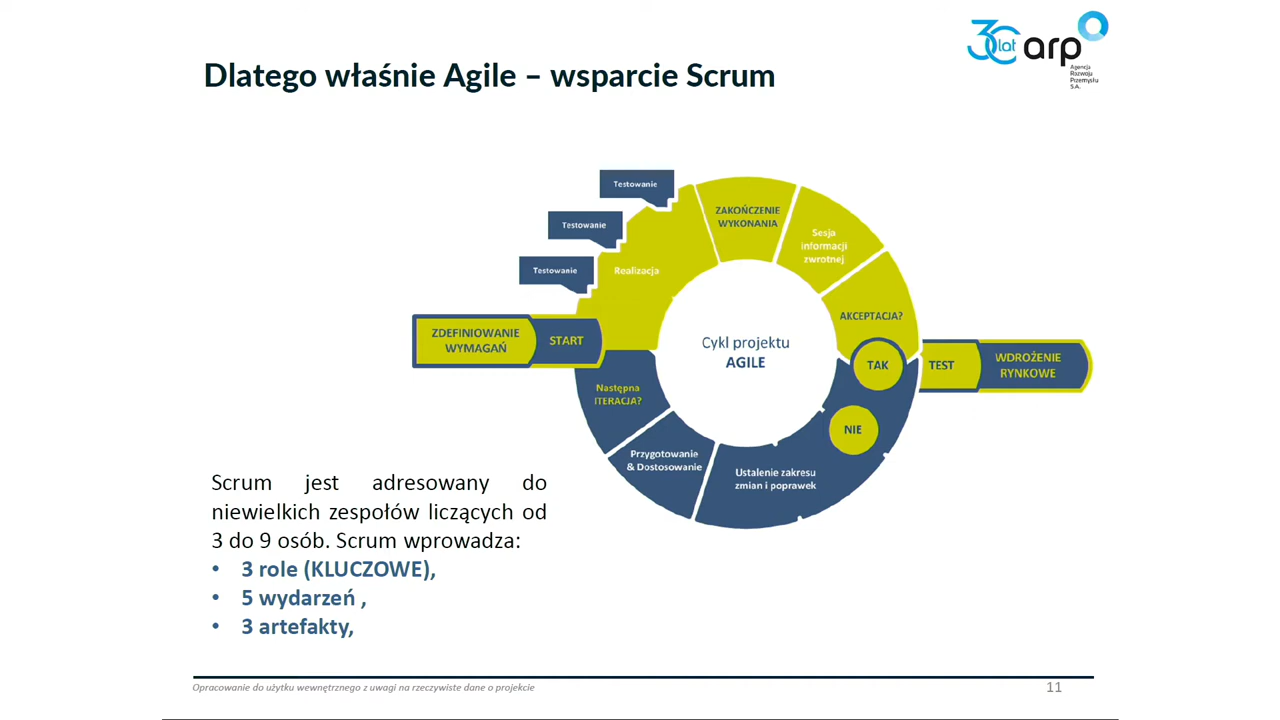 30 lat arp
Agencja
Rozwoju
Przemysłu
S.A.
Dlatego właśnie Agile – wsparcie Scrum
Testowanie
Testowanie
Testowanie
Realizacja
ZAKOŃCZENIE
WYKONANIA
Sesja
informacji
zwrotnej
AKCEPTACJA?
ZDEFINIOWANIE
WYMAGAŃ
START
Cykl projektu
AGILE
TAK
TEST
WDROŻENIE
RYNKOWE
NIE
Następna
ITERACJA?
Przygotowanie
& Dostosowanie
Ustalenie zakresu
zmian i poprawek
Scrum jest adresowany do
niewielkich zespołów liczących od
3 do 9 osób. Scrum wprowadza:
• 3 role (KLUCZOWE),
• 5 wydarzeń ,
• 3 artefakty,
Opracowanie do użytku wewnętrznego z uwagi na rzeczywiste dane o projekcie
11